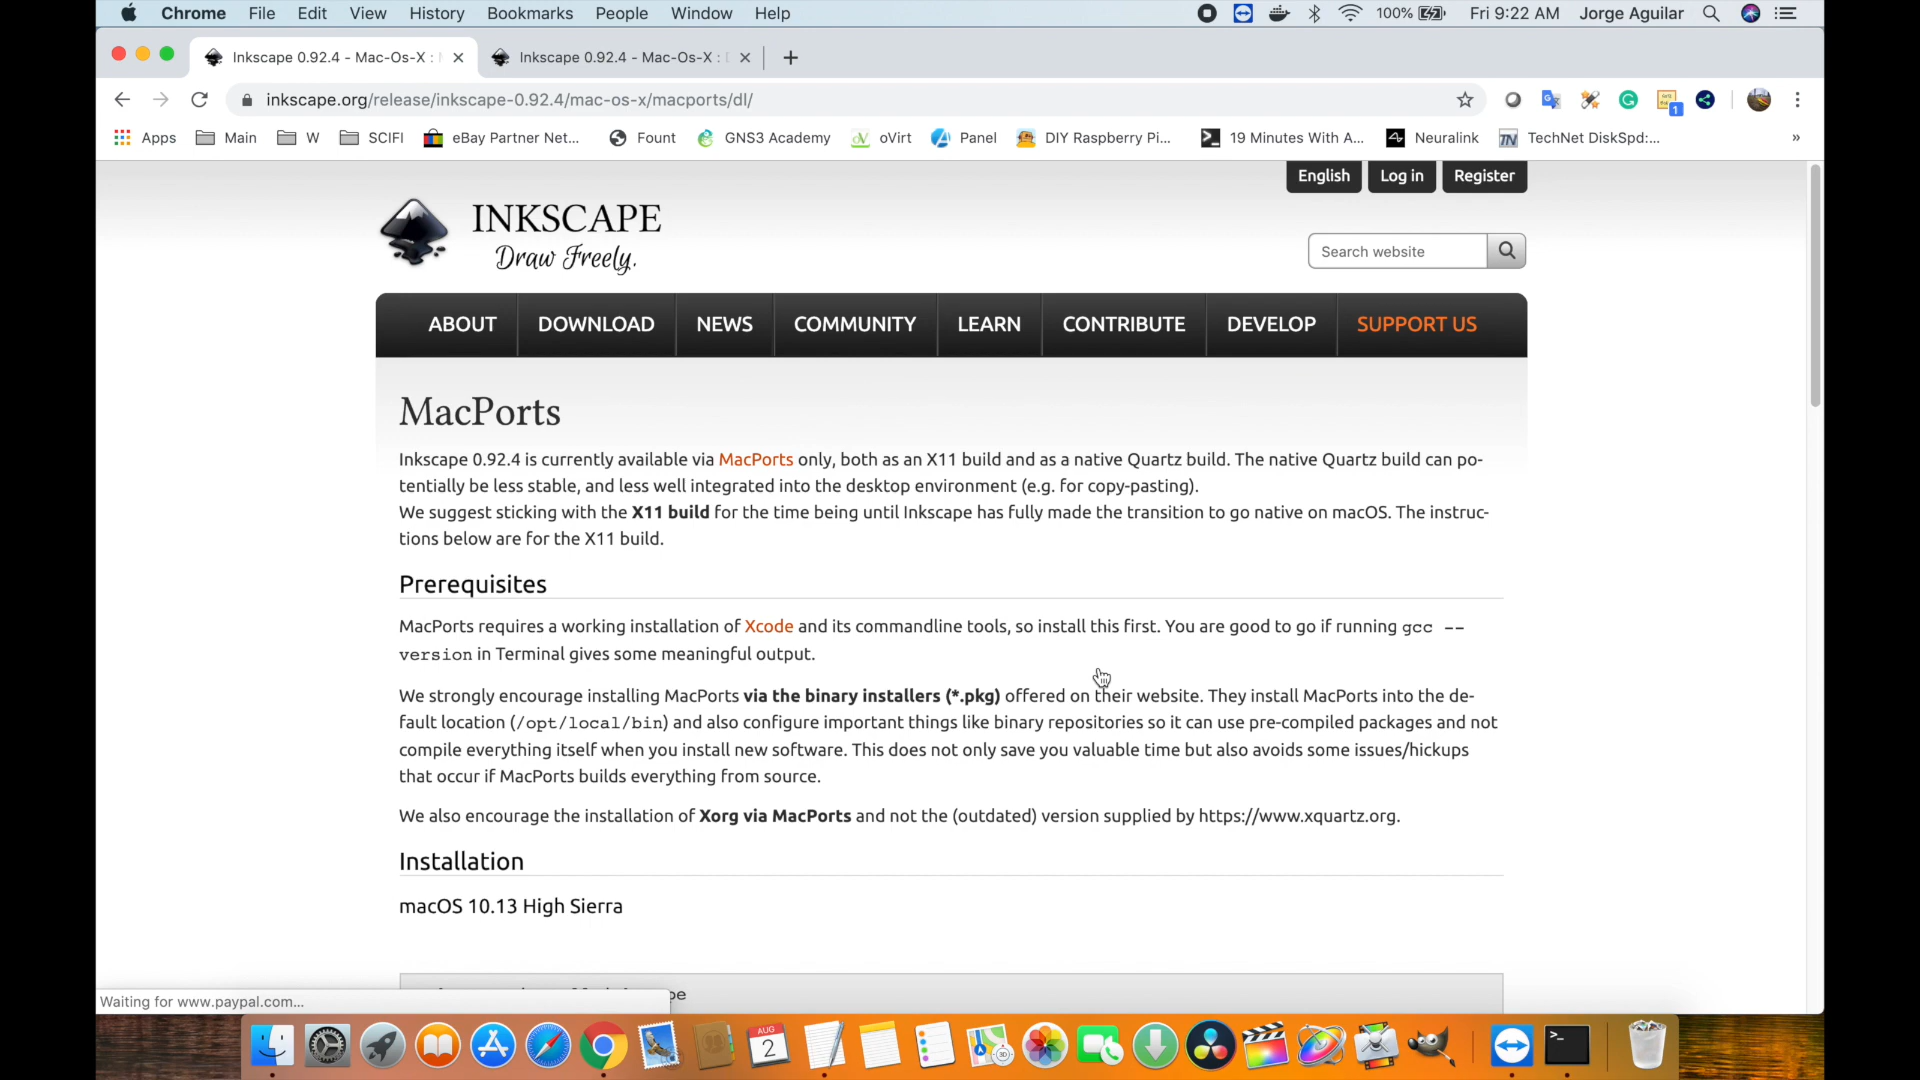 Chrome File Edit View History Bookmarks People Window Help 100% Fri 9:22 AM Jorge Aguilar
Inkscape 0.92.4 - Mac-Os-X : Inkscape 0.92.4 - Mac-Os-X :
inkscape.org/release/inkscape-0.92.4/mac-os-x/macports/dl/ 1
Apps Main W SCIFI eBay Partner Net... Fount GNS3 Academy oVirt Panel DIY Raspberry Pi... 19 Minutes With A... Neuralink TN TechNet DiskSpd:... »
English Log in Register
INKSCAPE
Draw Freely.
Search website
ABOUT DOWNLOAD NEWS COMMUNITY LEARN CONTRIBUTE DEVELOP SUPPORT US
MacPorts
Inkscape 0.92.4 is currently available via MacPorts only, both as an X11 build and as a native Quartz build. The native Quartz build can po-
tentially be less stable, and less well integrated into the desktop environment (e.g. for copy-pasting).
We suggest sticking with the X11 build for the time being until Inkscape has fully made the transition to go native on macOS. The instruc-
tions below are for the X11 build.
Prerequisites
MacPorts requires a working installation of Xcode and its commandline tools, so install this first. You are good to go if running gcc --
version in Terminal gives some meaningful output.
We strongly encourage installing MacPorts via the binary installers (*.pkg) offered on their website. They install MacPorts into the de-
fault location (/opt/local/bin) and also configure important things like binary repositories so it can use pre-compiled packages and not
compile everything itself when you install new software. This does not only save you valuable time but also avoids some issues/hickups
that occur if MacPorts builds everything from source.
We also encourage the installation of Xorg via MacPorts and not the (outdated) version supplied by https://www.xquartz.org.
Installation
macOS 10.13 High Sierra
Waiting for www.paypal.com...
AUG
2
3D
>_